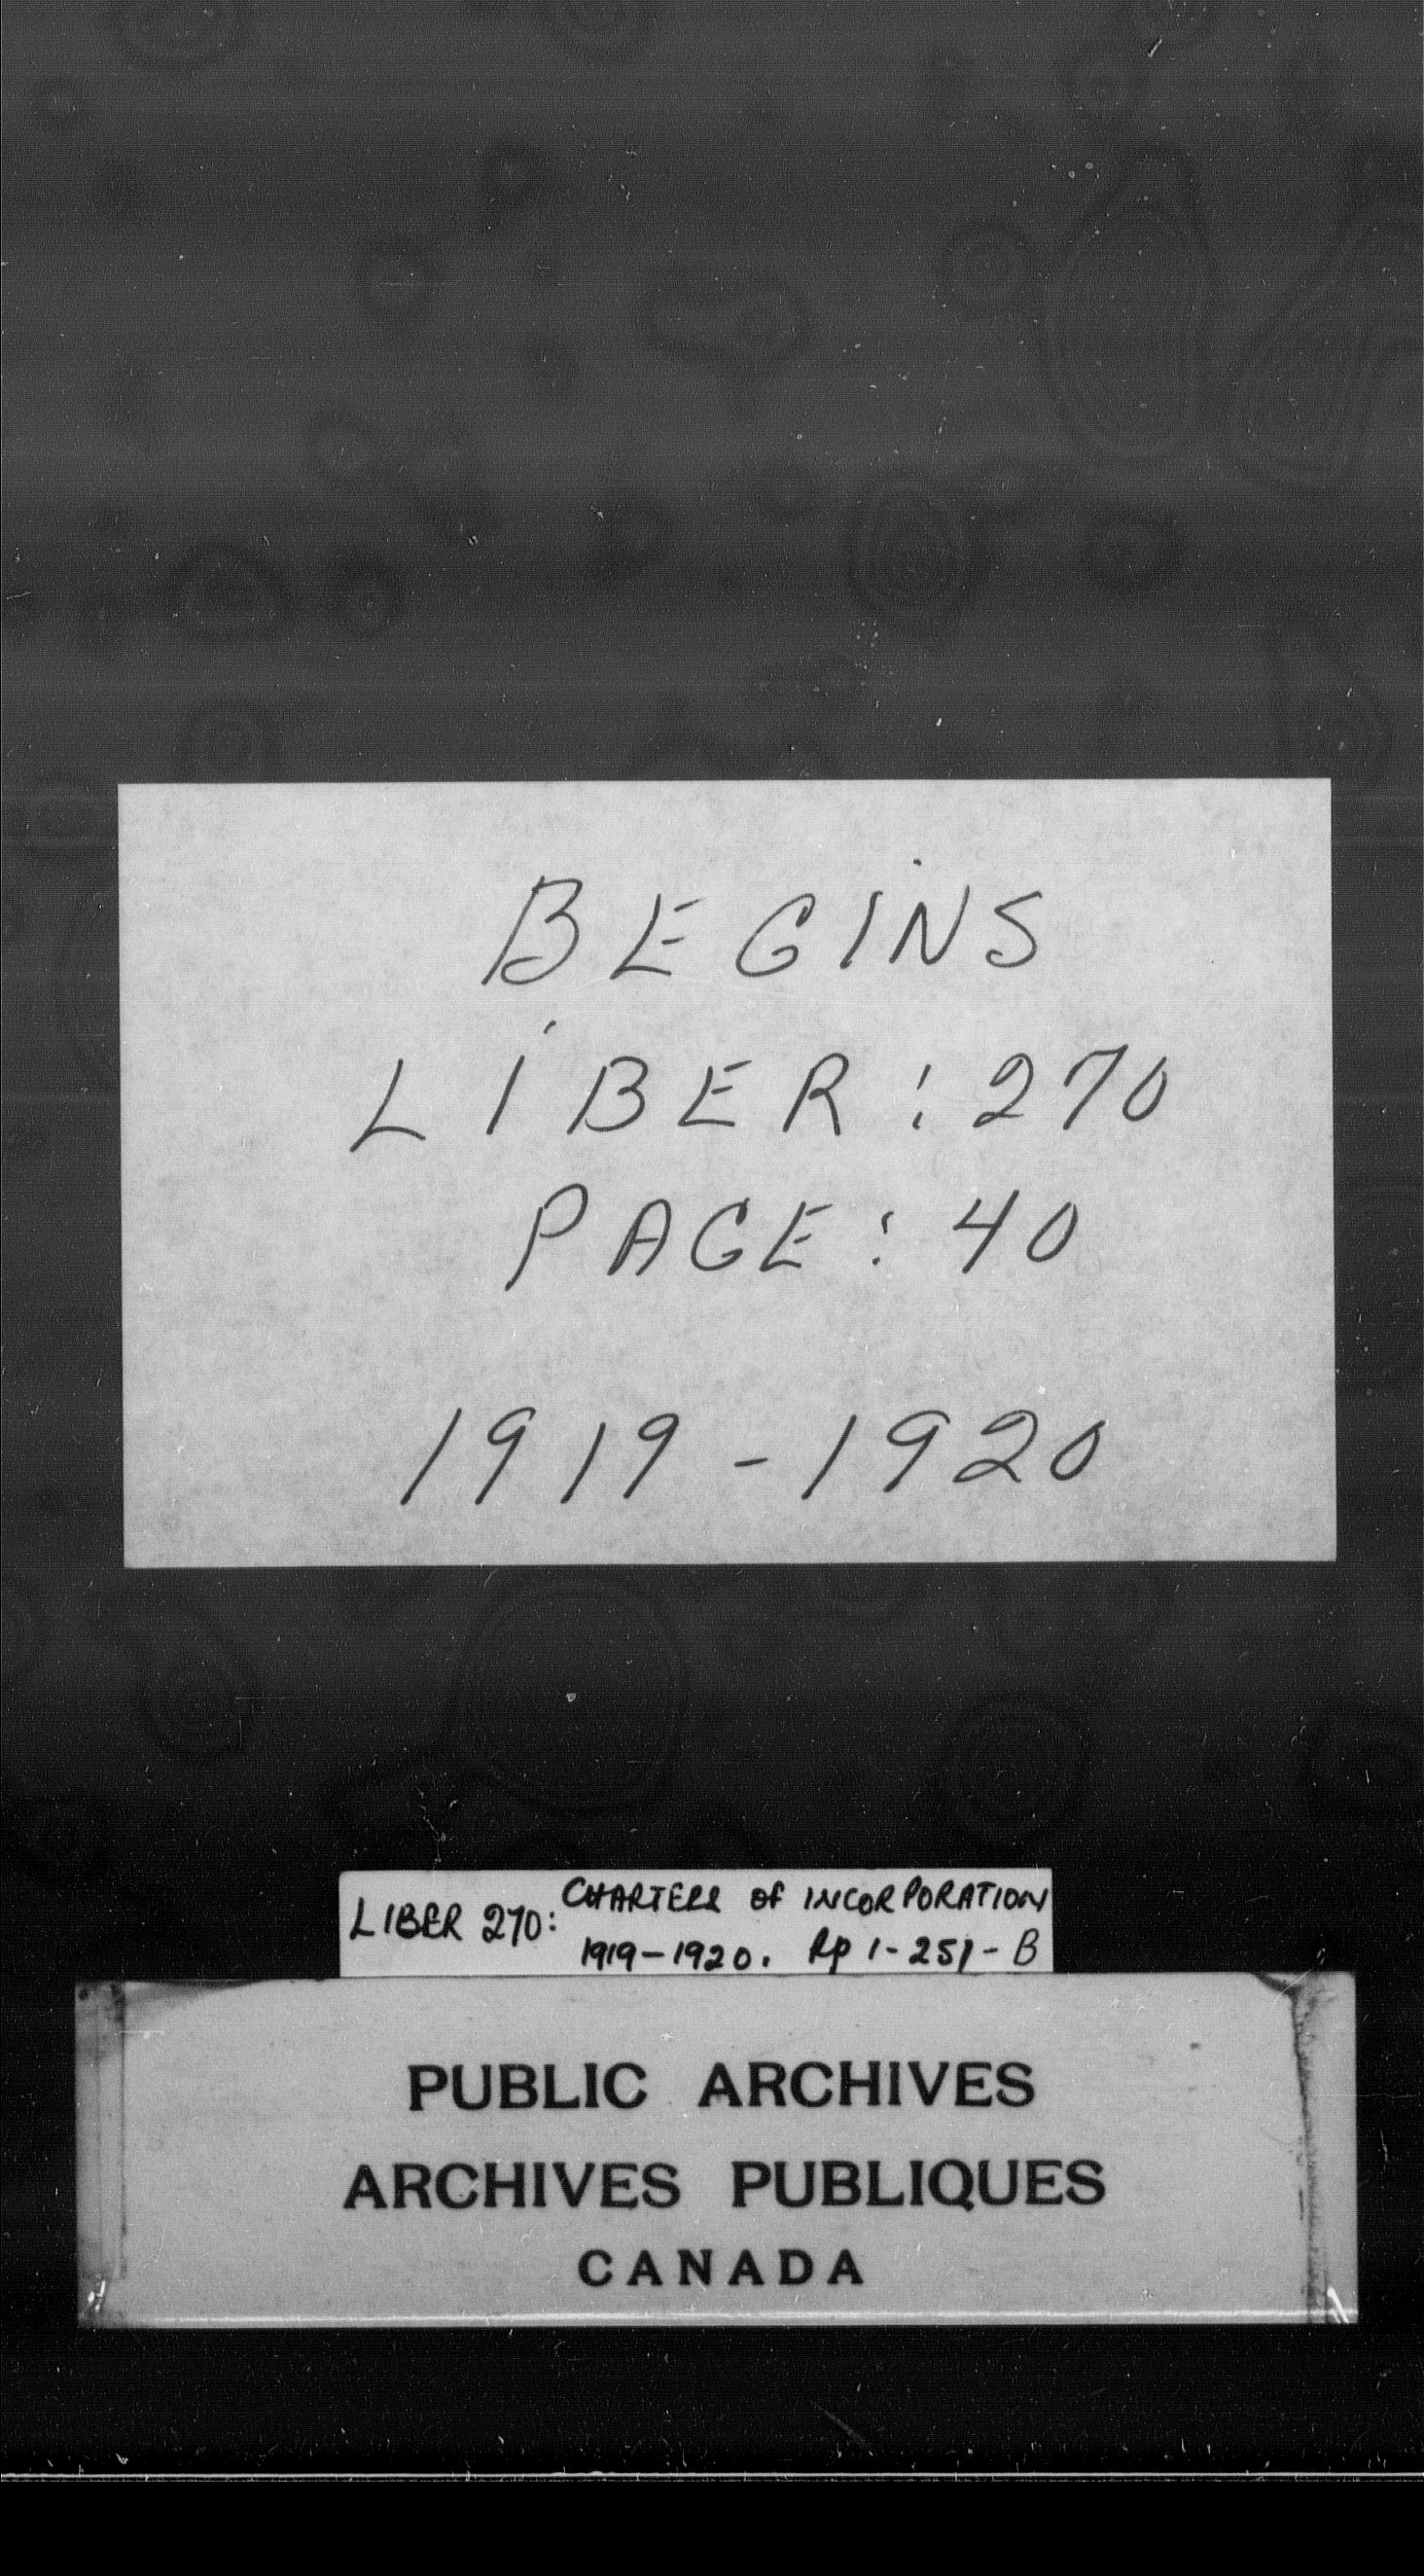 BEGINS
LIBER: 270
PAGE: 40
1919-1920
LIBER 270: CHARTERS OF INCORPORATION
1919-1920. Pp 1-251-B
PUBLIC ARCHIVES
ARCHIVES PUBLIQUES
CANADA